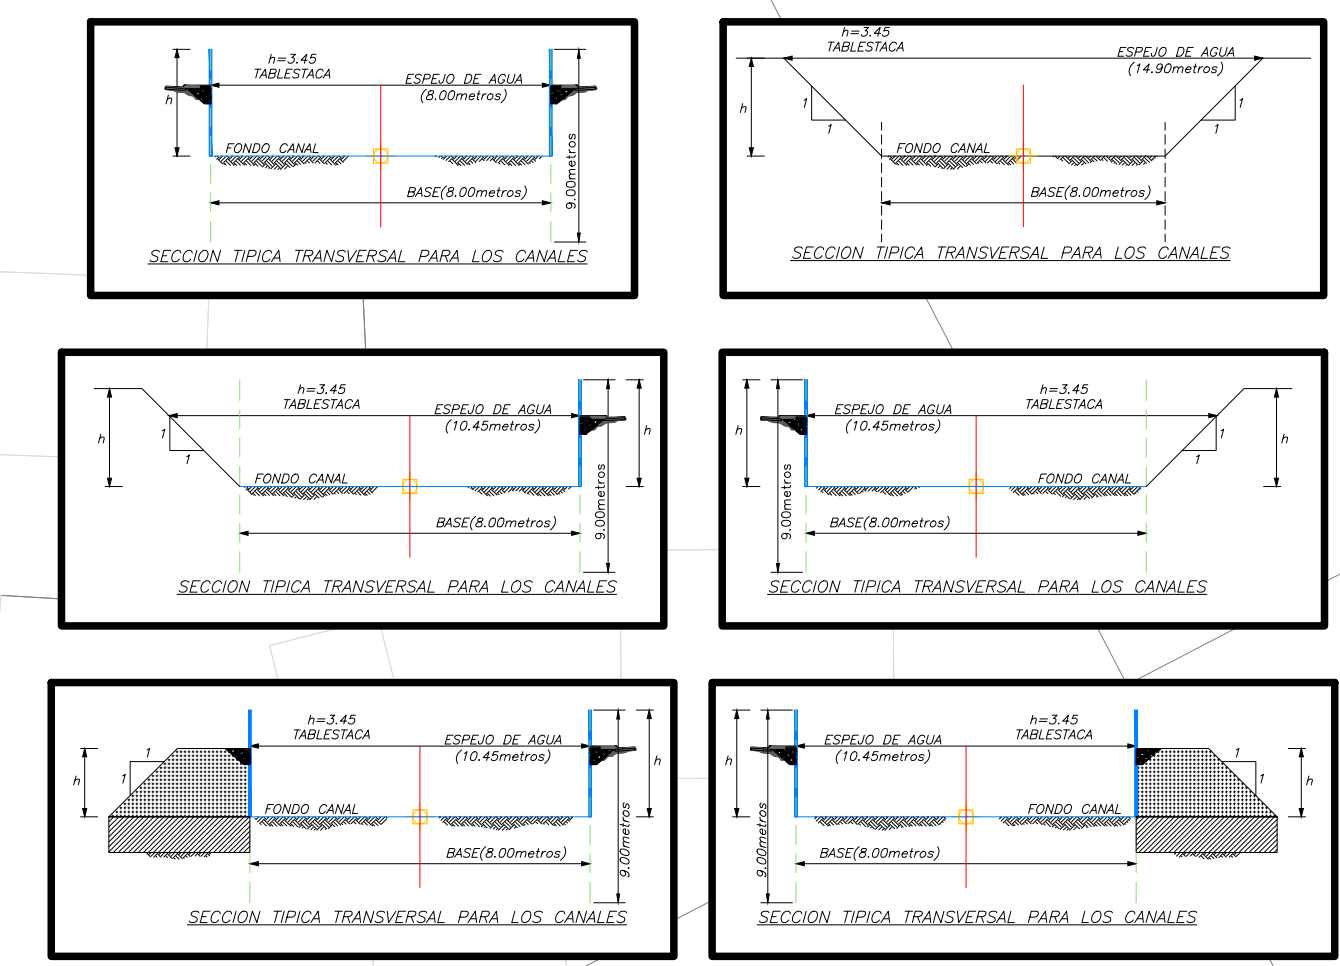 h=3.45
TABLESTACA
ESPEJO DE AGUA
(8.00metros)
h
FONDO CANAL
9.00metros
BASE(8.00metros)
SECCION TIPICA TRANSVERSAL PARA LOS CANALES
h=3.45
TABLESTACA
ESPEJO DE AGUA
(14.90metros)
h
1
1
1
1
FONDO CANAL
BASE(8.00metros)
SECCION TIPICA TRANSVERSAL PARA LOS CANALES
h=3.45
TABLESTACA
ESPEJO DE AGUA
(10.45metros)
h
1
1
h
FONDO CANAL
9.00metros
BASE(8.00metros)
SECCION TIPICA TRANSVERSAL PARA LOS CANALES
h=3.45
TABLESTACA
ESPEJO DE AGUA
(10.45metros)
h
1
1
h
FONDO CANAL
9.00metros
BASE(8.00metros)
SECCION TIPICA TRANSVERSAL PARA LOS CANALES
h=3.45
TABLESTACA
ESPEJO DE AGUA
(10.45metros)
1
1
h
h
FONDO CANAL
9.00metros
BASE(8.00metros)
SECCION TIPICA TRANSVERSAL PARA LOS CANALES
h=3.45
TABLESTACA
ESPEJO DE AGUA
(10.45metros)
1
1
h
h
FONDO CANAL
9.00metros
BASE(8.00metros)
SECCION TIPICA TRANSVERSAL PARA LOS CANALES